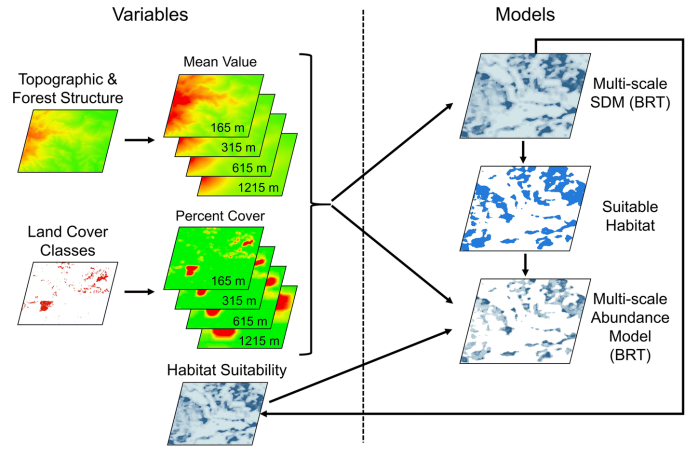 Variables
Models
Topographic &
Forest Structure
Mean Value
165 m
315 m
615 m
1215 m
Land Cover
Classes
Percent Cover
165 m
315 m
615 m
1215 m
Habitat Suitability
Multi-scale
SDM (BRT)
Suitable
Habitat
Multi-scale
Abundance
Model
(BRT)